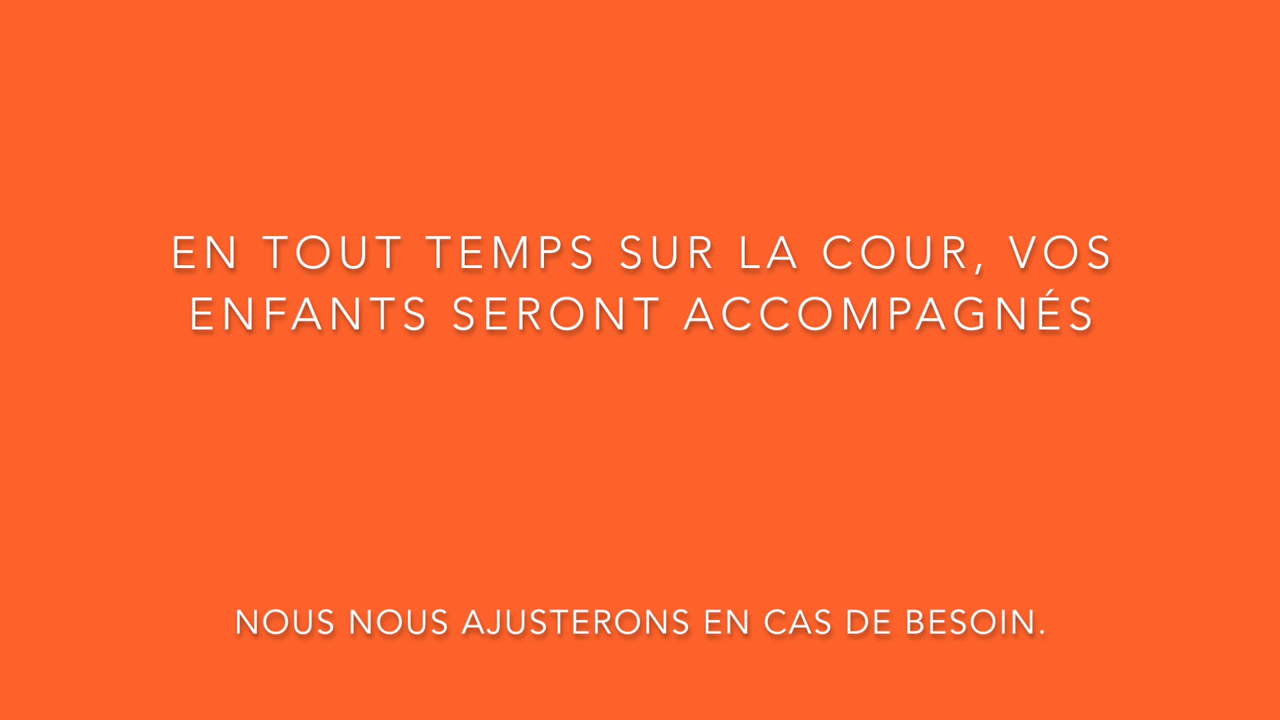 EN TOUT TEMPS SUR LA COUR, VOS
ENFANTS SERONT ACCOMPAGNÉS
NOUS NOUS AJUSTERONS EN CAS DE BESOIN.